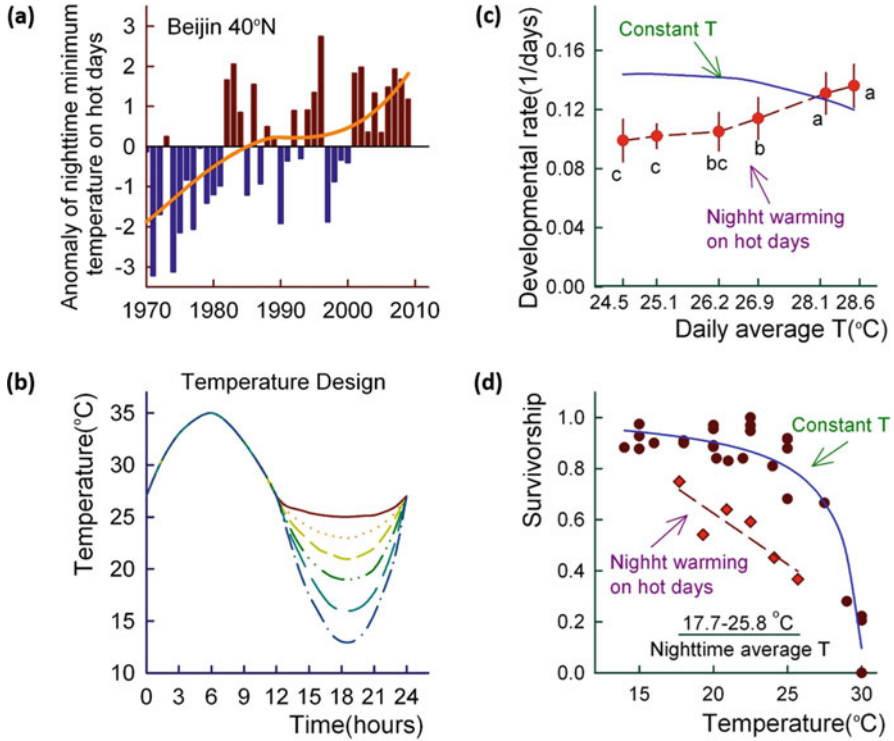 (a)
Beijin 40°N
Anomaly of nighttime minimum
temperature on hot days
3
2
1
0
-1
-2
-3
1970 1980 1990 2000 2010
(b)
Temperature Design
Temperature(°C)
35
30
25
20
15
10
0 3 6 9 12 15 18 21 24
Time(hours)
(c)
Developmental rate(1/days)
0.16
0.12
0.08
0.04
0.00
Constant T
c c bc b a a
Nighht warming
on hot days
24.5 25.1 26.2 26.9 28.1 28.6
Daily average T(°C)
(d)
Survivorship
1.0
0.8
0.6
0.4
0.2
0.0
Constant T
Nighht warming
on hot days
17.7-25.8 °C
Nighttime average T
15 20 25 30
Temperature(°C)